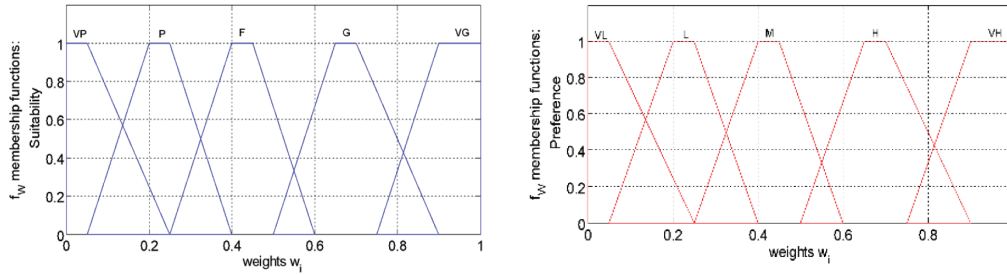 VP P F G VG
1
0.8
0.6
0.4
0.2
0
f_W membership functions:
Suitability
0 0.2 0.4 0.6 0.8 1
weights w_i
VL L M H VH
1
0.8
0.6
0.4
0.2
0
f_W membership functions:
Preference
0 0.2 0.4 0.6 0.8
weights w_i